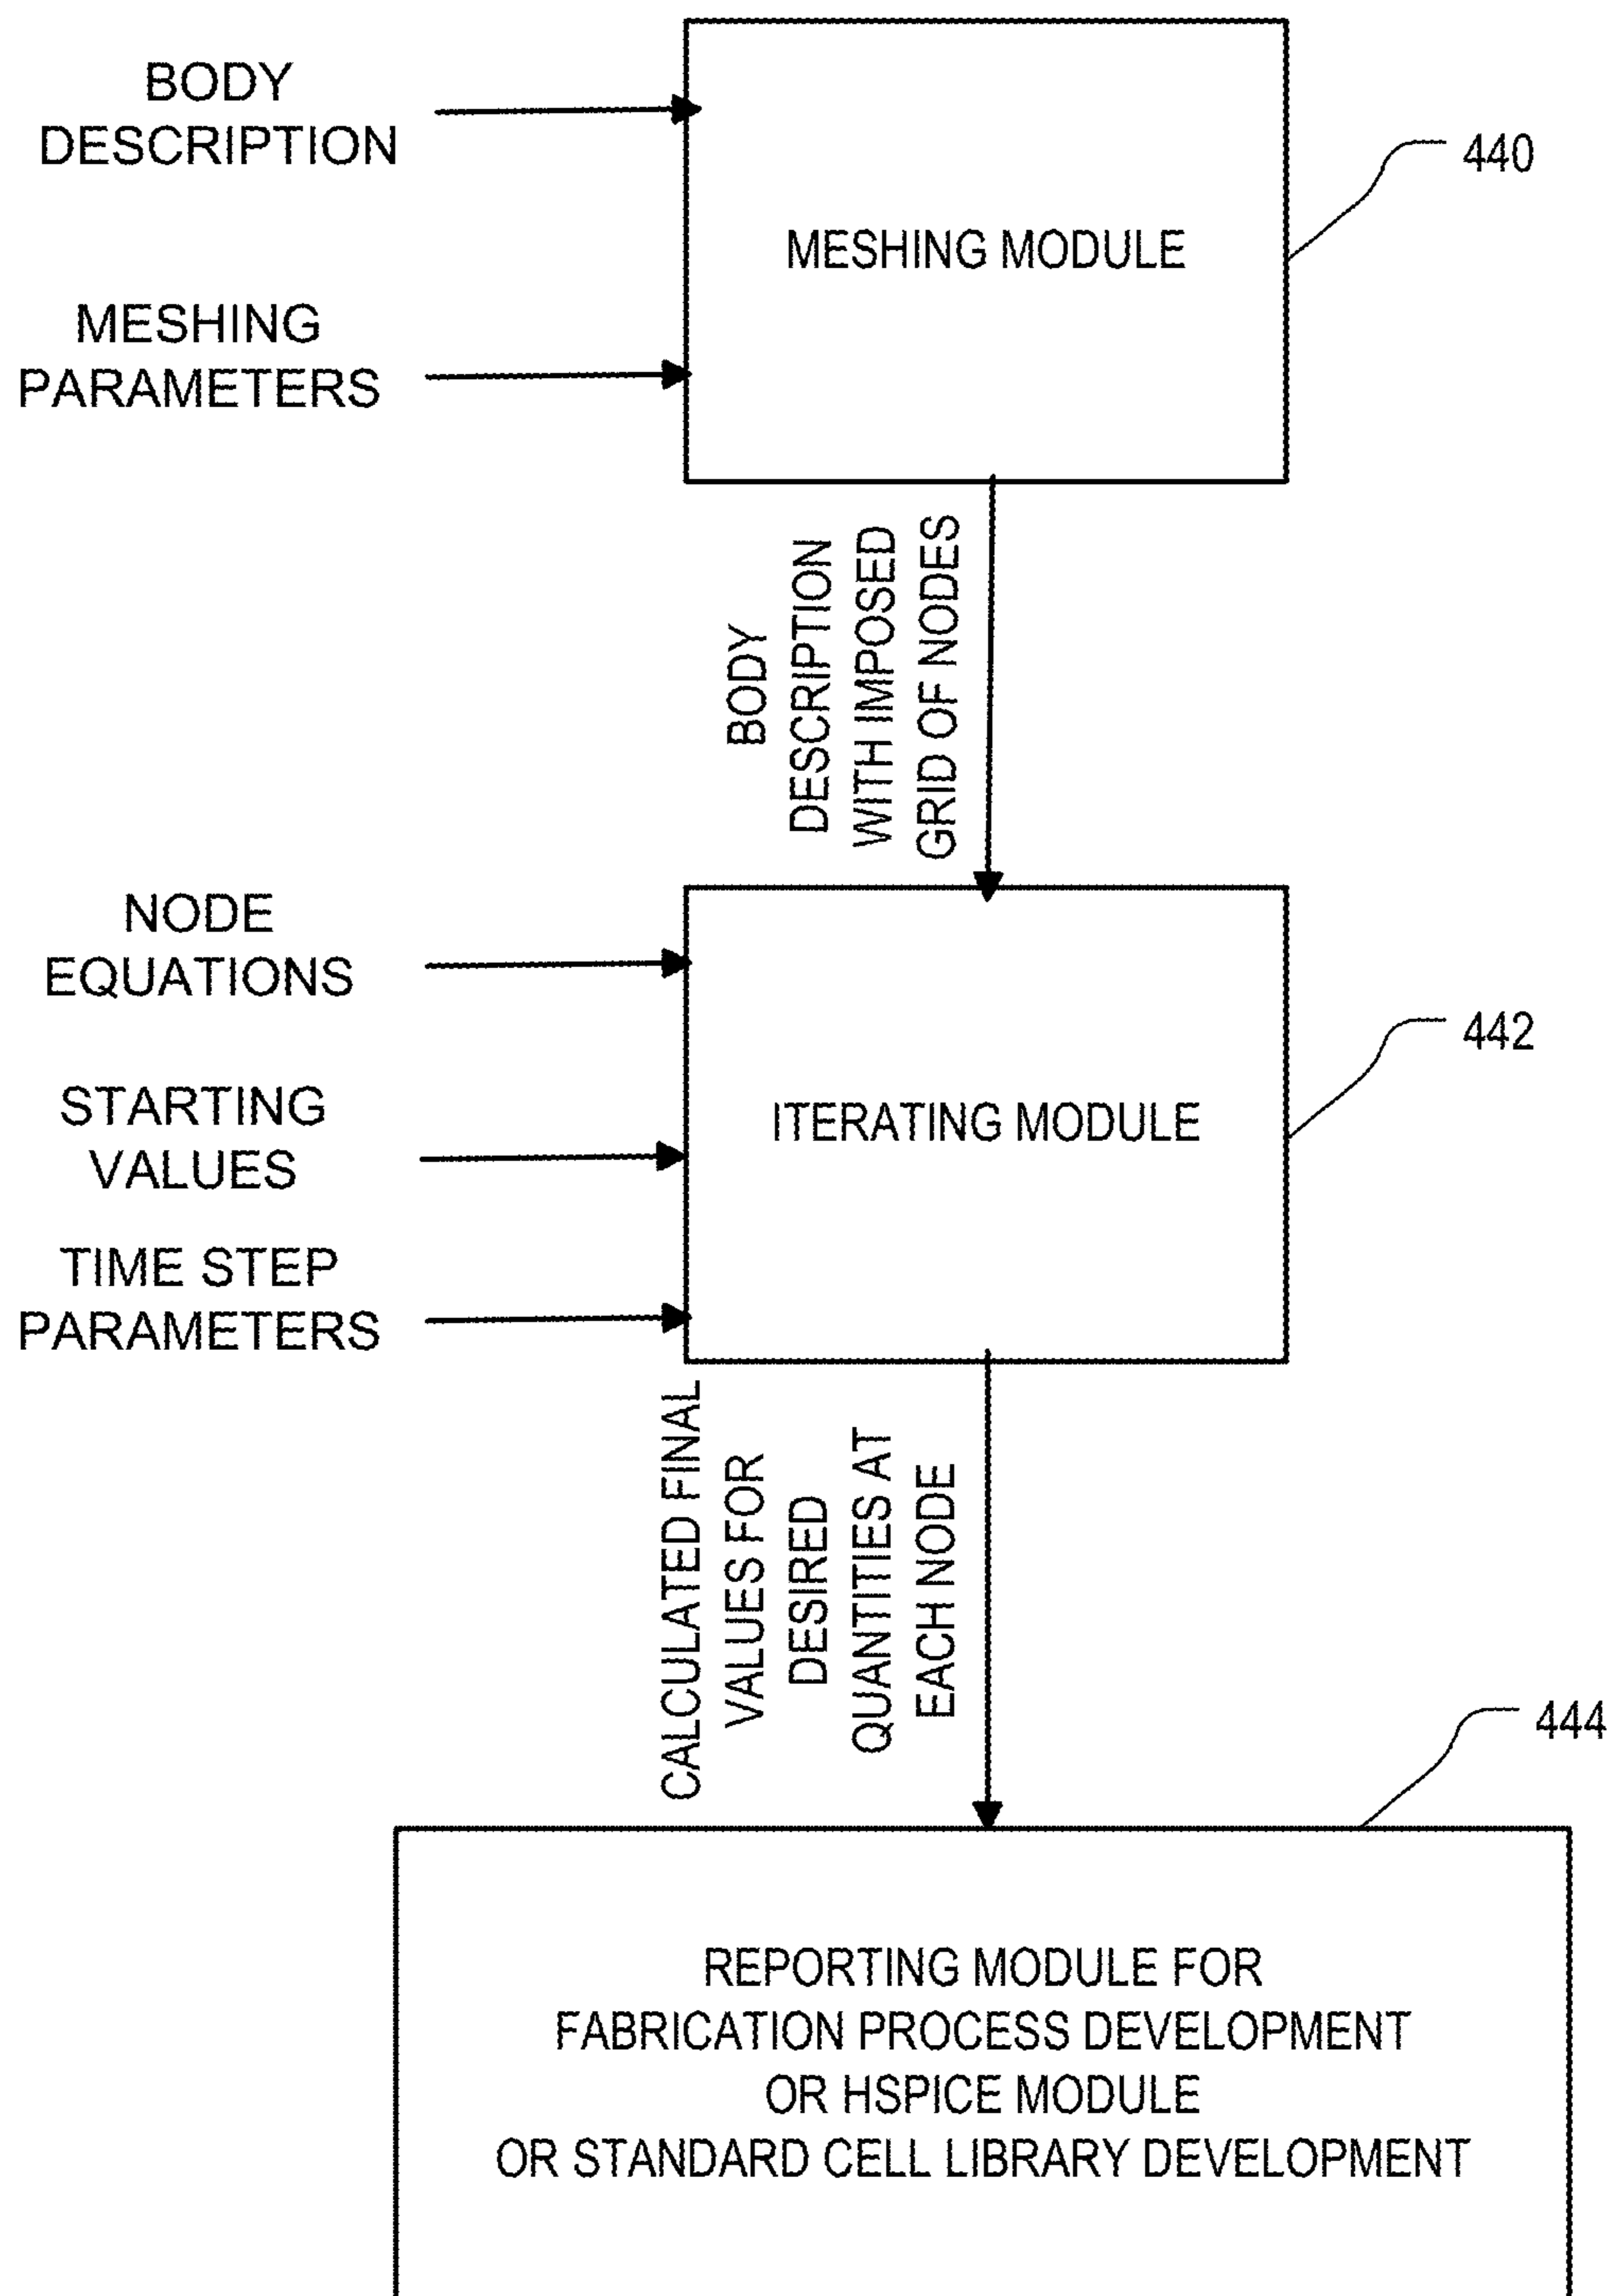 BODY
DESCRIPTION
440
MESHING MODULE
MESHING
PARAMETERS
BODY
DESCRIPTION
WITH IMPOSED
GRID OF NODES
NODE
EQUATIONS
442
STARTING
VALUES
ITERATING MODULE
TIME STEP
PARAMETERS
CALCULATED FINAL
VALUES FOR
DESIRED
QUANTITIES AT
EACH NODE
444
REPORTING MODULE FOR
FABRICATION PROCESS DEVELOPMENT
OR HSPICE MODULE
OR STANDARD CELL LIBRARY DEVELOPMENT